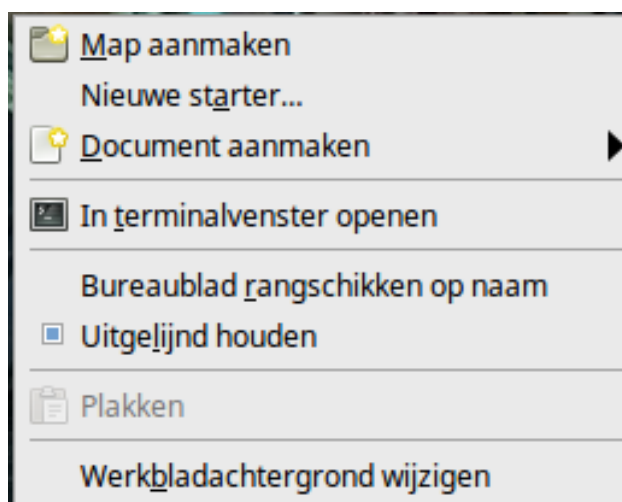 Map aanmaken
Nieuwe starter...
Document aanmaken
In terminalvenster openen
Bureaublad rangschikken op naam
Uitgelijnd houden
Plakken
Werkbladachtergrond wijzigen